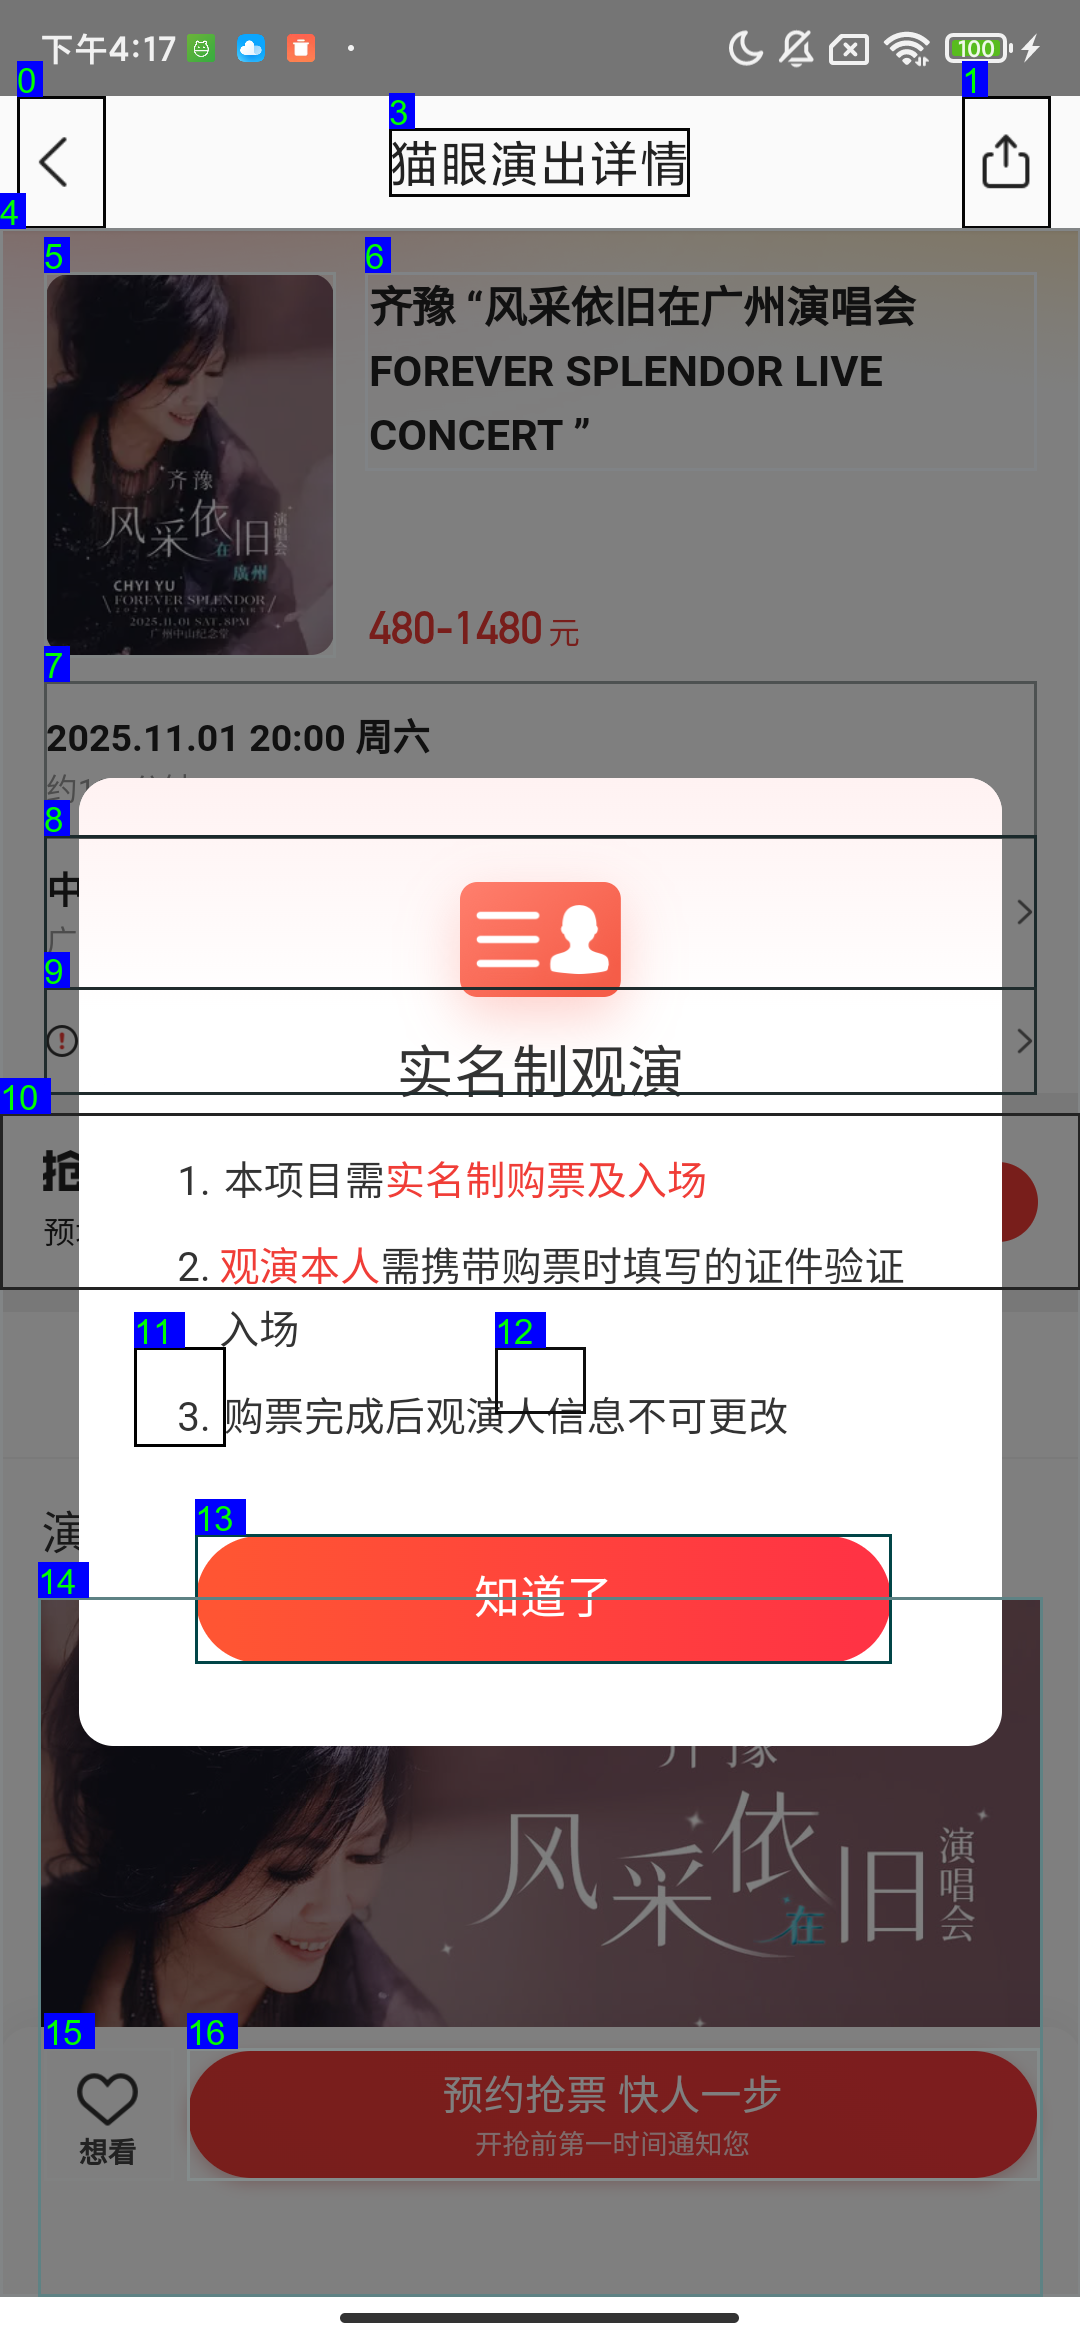 下午4:17
100
0
1
3
猫眼演出详情
4
5
6
齐豫 “风采依旧在广州演唱会
FOREVER SPLENDOR LIVE
CONCERT ”
齐豫
风采依旧
在
演唱会
廣州
CHYI YU
FOREVER SPLENDOR
2025 LIVE CONCERT
2025.11.01 SAT. 8PM
广州中山纪念堂
480-1480 元
7
2025.11.01 20:00 周六
8
中
广
9
实名制观演
10
抢
预
1. 本项目需实名制购票及入场
2. 观演本人需携带购票时填写的证件验证
入场
11
12
3. 购票完成后观演人信息不可更改
13
演
知道了
14
齐豫
风采依旧
在
演唱会
15
16
想看
预约抢票 快人一步
开抢前第一时间通知您